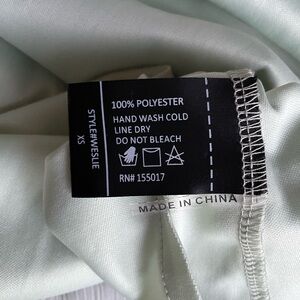 STYLE#WESLIE
XS
100% POLYESTER
HAND WASH COLD
LINE DRY
DO NOT BLEACH
RN# 155017
MADE IN CHINA